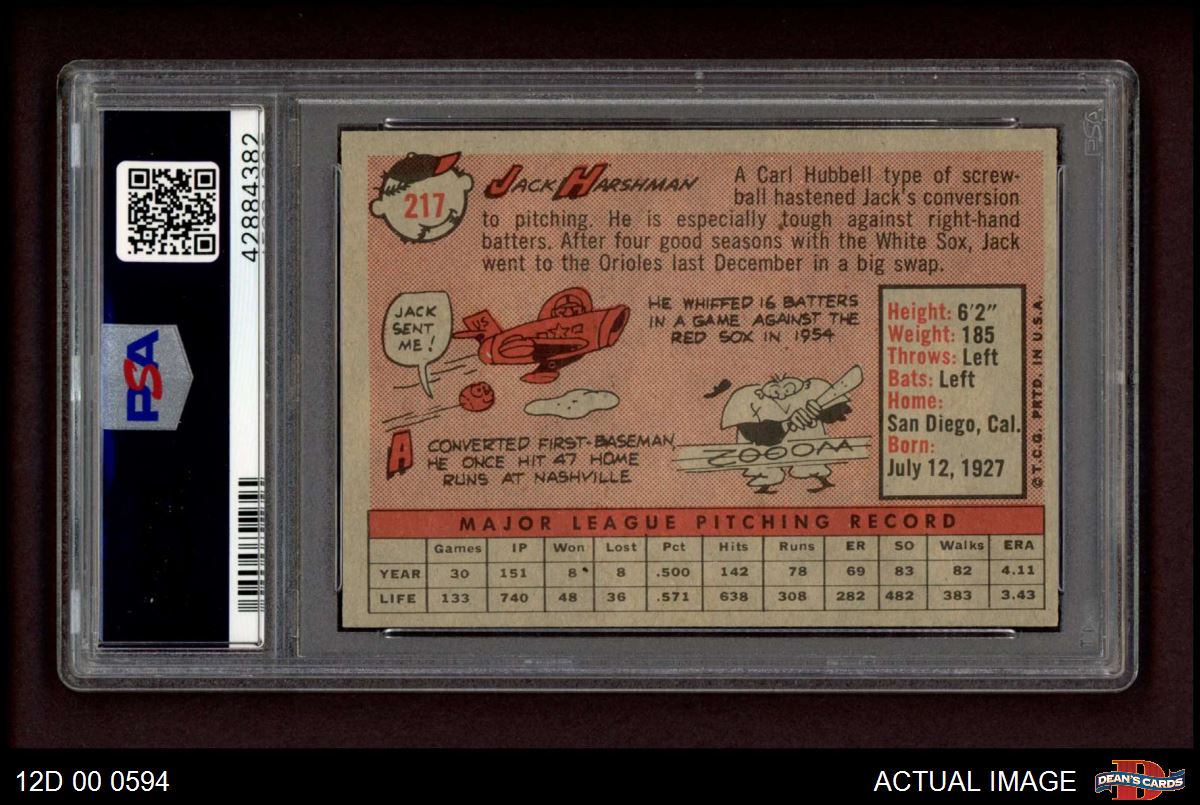 42884382
PSA
PSA
217
JACK HARSHMAN
A Carl Hubbell type of screw-
ball hastened Jack's conversion
to pitching. He is especially tough against right-hand
batters. After four good seasons with the White Sox, Jack
went to the Orioles last December in a big swap.
JACK
SENT
ME!
US
HE WHIFFED 16 BATTERS
IN A GAME AGAINST THE
RED SOX IN 1954
A CONVERTED FIRST-BASEMAN,
HE ONCE HIT 47 HOME
RUNS AT NASHVILLE
ZOOOM
Height: 6'2"
Weight: 185
Throws: Left
Bats: Left
Home:
San Diego, Cal.
Born:
July 12, 1927
©T.C.G. PRTD. IN U.S.A.
MAJOR LEAGUE PITCHING RECORD
Games IP Won Lost Pct Hits Runs ER SO Walks ERA
YEAR 30 151 8 8 .500 142 78 69 83 82 4.11
LIFE 133 740 48 36 .571 638 308 282 482 383 3.43
12D 00 0594
ACTUAL IMAGE
DEAN'S CARDS